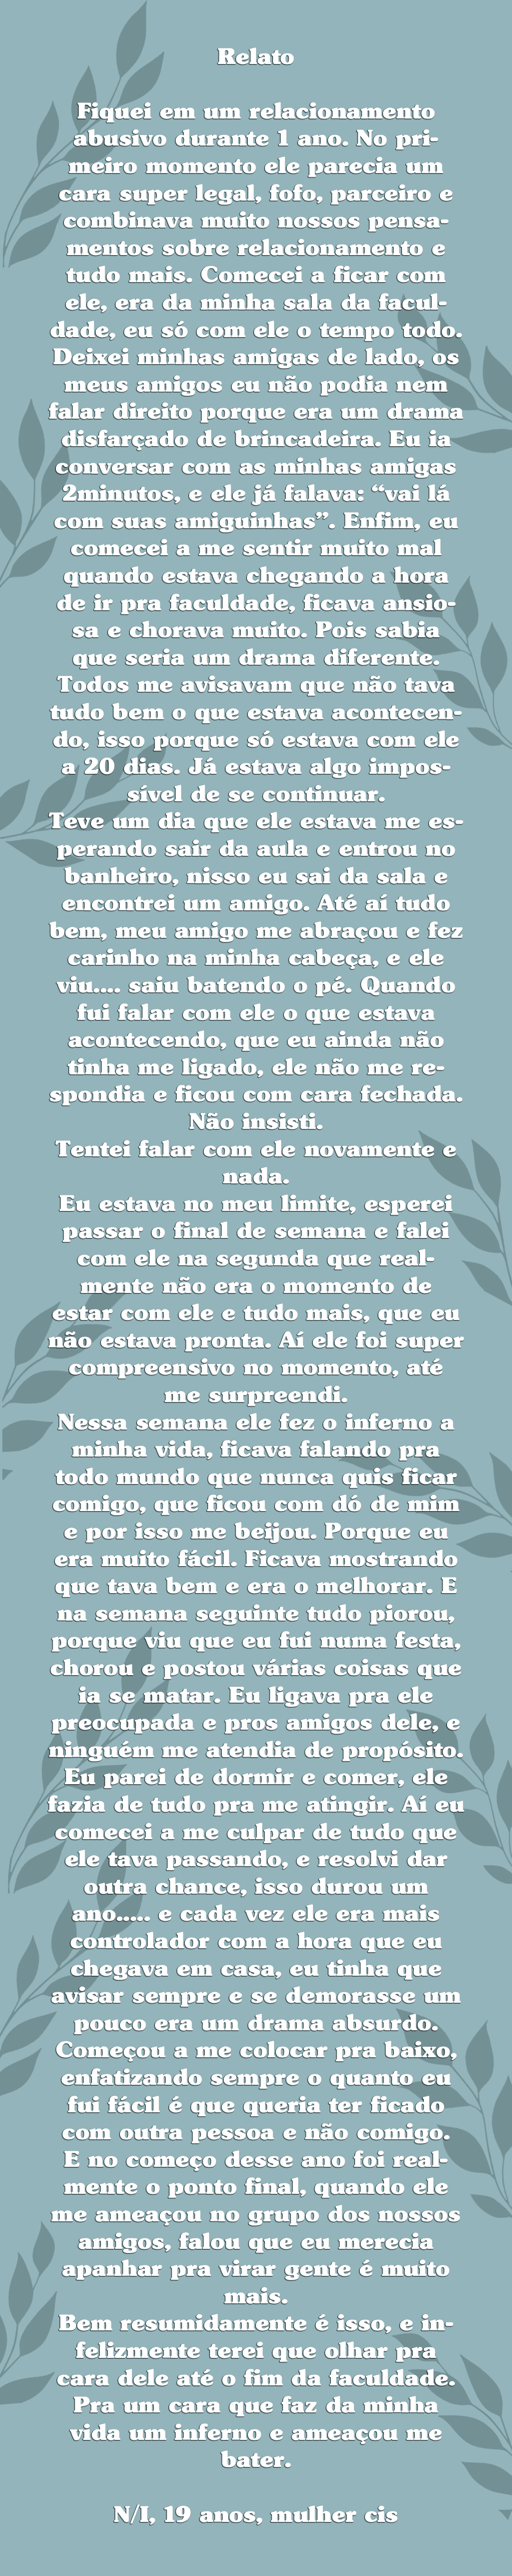 Relato
Fiquei em um relacionamento
abusivo durante 1 ano. No pri-
meiro momento ele parecia um
cara super legal, fofo, parceiro e
combinava muito nossos pensa-
mentos sobre relacionamento e
tudo mais. Comecei a ficar com
ele, era da minha sala da facul-
dade, eu só com ele o tempo todo.
Deixei minhas amigas de lado, os
meus amigos eu não podia nem
falar direito porque era um drama
disfarçado de brincadeira. Eu ia
conversar com as minhas amigas
2minutos, e ele já falava: “vai lá
com suas amiguinhas”. Enfim, eu
comecei a me sentir muito mal
quando estava chegando a hora
de ir pra faculdade, ficava ansio-
sa e chorava muito. Pois sabia
que seria um drama diferente.
Todos me avisavam que não tava
tudo bem o que estava acontecen-
do, isso porque só estava com ele
a 20 dias. Já estava algo impos-
sível de se continuar.
Teve um dia que ele estava me es-
perando sair da aula e entrou no
banheiro, nisso eu sai da sala e
encontrei um amigo. Até aí tudo
bem, meu amigo me abraçou e fez
carinho na minha cabeça, e ele
viu.... saiu batendo o pé. Quando
fui falar com ele o que estava
acontecendo, que eu ainda não
tinha me ligado, ele não me re-
spondia e ficou com cara fechada.
Não insisti.
Tentei falar com ele novamente e
nada.
Eu estava no meu limite, esperei
passar o final de semana e falei
com ele na segunda que real-
mente não era o momento de
estar com ele e tudo mais, que eu
não estava pronta. Aí ele foi super
compreensivo no momento, até
me surpreendi.
Nessa semana ele fez o inferno a
minha vida, ficava falando pra
todo mundo que nunca quis ficar
comigo, que ficou com dó de mim
e por isso me beijou. Porque eu
era muito fácil. Ficava mostrando
que tava bem e era o melhorar. E
na semana seguinte tudo piorou,
porque viu que eu fui numa festa,
chorou e postou várias coisas que
ia se matar. Eu ligava pra ele
preocupada e pros amigos dele, e
ninguém me atendia de propósito.
Eu parei de dormir e comer, ele
fazia de tudo pra me atingir. Aí eu
comecei a me culpar de tudo que
ele tava passando, e resolvi dar
outra chance, isso durou um
ano..... e cada vez ele era mais
controlador com a hora que eu
chegava em casa, eu tinha que
avisar sempre e se demorasse um
pouco era um drama absurdo.
Começou a me colocar pra baixo,
enfatizando sempre o quanto eu
fui fácil é que queria ter ficado
com outra pessoa e não comigo.
E no começo desse ano foi real-
mente o ponto final, quando ele
me ameaçou no grupo dos nossos
amigos, falou que eu merecia
apanhar pra virar gente é muito
mais.
Bem resumidamente é isso, e in-
felizmente terei que olhar pra
cara dele até o fim da faculdade.
Pra um cara que faz da minha
vida um inferno e ameaçou me
bater.
N/I, 19 anos, mulher cis